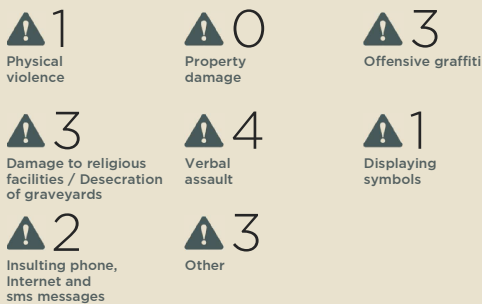 1
Physical
violence
0
Property
damage
3
Offensive graffiti
3
Damage to religious
facilities / Desecration
of graveyards
4
Verbal
assault
1
Displaying
symbols
2
Insulting phone,
Internet and
sms messages
3
Other